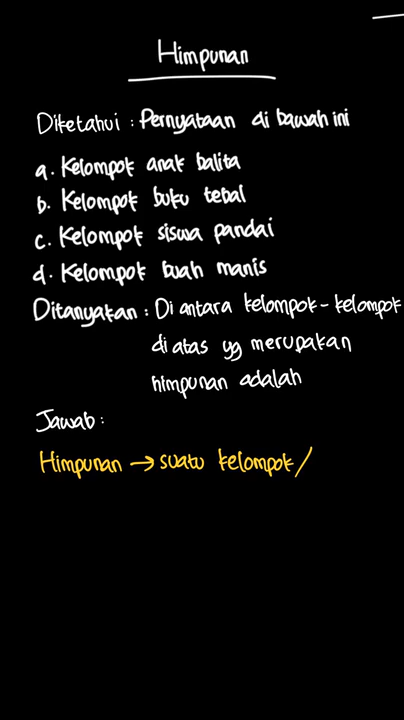 Himpunan
Diketahui : Pernyataan di bawah ini
a. Kelompok anak balita
b. Kelompok buku tebal
c. Kelompok siswa pandai
d. Kelompok buah manis
Ditanyakan : Di antara kelompok-kelompok
di atas yg merupakan
himpunan adalah
Jawab :
Himpunan → suatu kelompok/